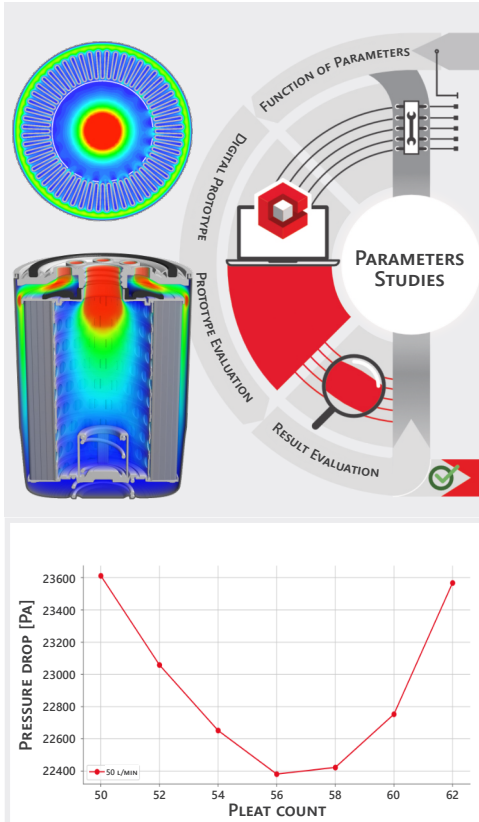 FUNCTION OF PARAMETERS
DIGITAL PROTOTYPE
PROTOTYPE EVALUATION
RESULT EVALUATION
PARAMETERS
STUDIES
PRESSURE DROP [PA]
23600
23400
23200
23000
22800
22600
22400
50 L/MIN
50 52 54 56 58 60 62
PLEAT COUNT